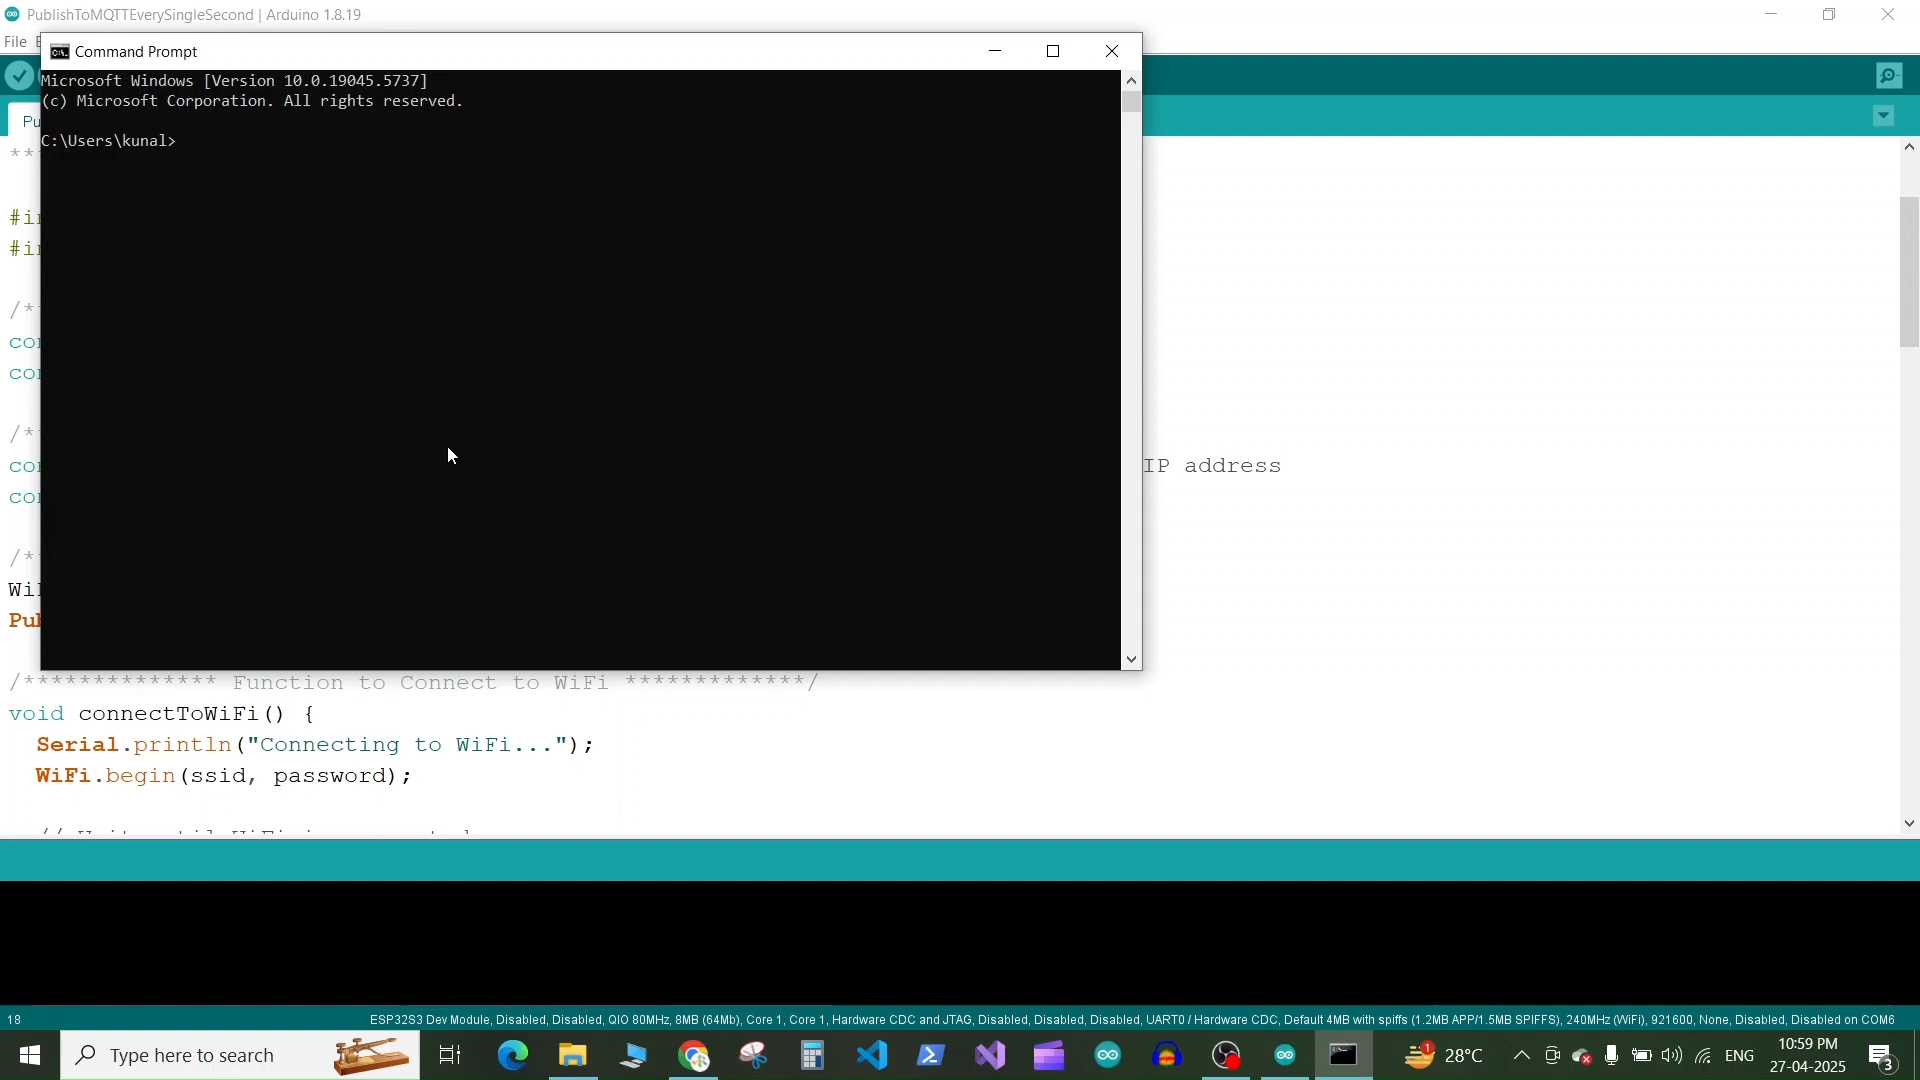 PublishToMQTTEverySingleSecond | Arduino 1.8.19
File
Command Prompt
Microsoft Windows [Version 10.0.19045.5737]
(c) Microsoft Corporation. All rights reserved.
C:\Users\kunal>
IP address
/************** Function to Connect to WiFi *************/
void connectToWiFi() {
Serial.println("Connecting to WiFi...");
WiFi.begin(ssid, password);
18
ESP32S3 Dev Module, Disabled, Disabled, QIO 80MHz, 8MB (64Mb), Core 1, Core 1, Hardware CDC and JTAG, Disabled, Disabled, Disabled, UART0 / Hardware CDC, Default 4MB with spiffs (1.2MB APP/1.5MB SPIFFS), 240MHz (WiFi), 921600, None, Disabled, Disabled on COM6
Type here to search
1
28°C
ENG
10:59 PM
27-04-2025
3